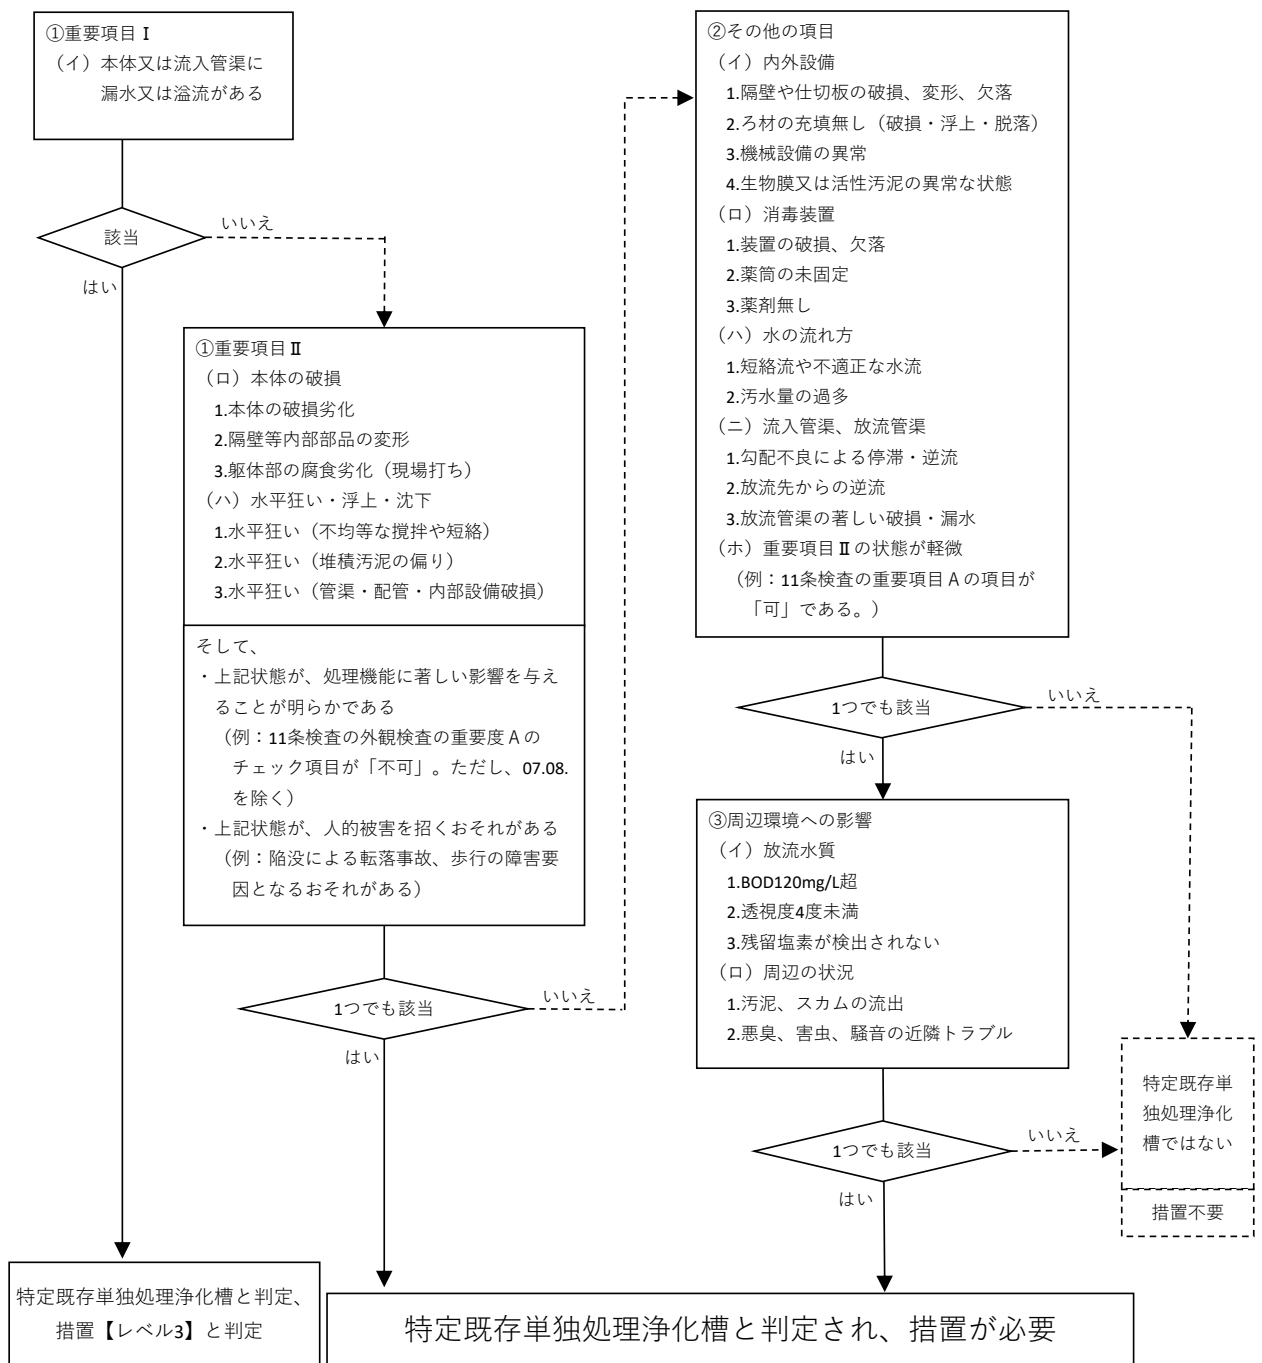 ①重要項目Ⅰ
（イ）本体又は流入管渠に
漏水又は溢流がある
該当
いいえ
はい
①重要項目Ⅱ
（ロ）本体の破損
1.本体の破損劣化
2.隔壁等内部部品の変形
3.躯体部の腐食劣化（現場打ち）
（ハ）水平狂い・浮上・沈下
1.水平狂い（不均等な撹拌や短絡）
2.水平狂い（堆積汚泥の偏り）
3.水平狂い（管渠・配管・内部設備破損）
そして、
・上記状態が、処理機能に著しい影響を与え
ることが明らかである
（例：11条検査の外観検査の重要度Ａの
チェック項目が「不可」。ただし、07.08.
を除く）
・上記状態が、人的被害を招くおそれがある
（例：陥没による転落事故、歩行の障害要
因となるおそれがある）
1つでも該当
いいえ
はい
②その他の項目
（イ）内外設備
1.隔壁や仕切板の破損、変形、欠落
2.ろ材の充填無し（破損・浮上・脱落）
3.機械設備の異常
4.生物膜又は活性汚泥の異常な状態
（ロ）消毒装置
1.装置の破損、欠落
2.薬筒の未固定
3.薬剤無し
（ハ）水の流れ方
1.短絡流や不適正な水流
2.汚水量の過多
（ニ）流入管渠、放流管渠
1.勾配不良による停滞・逆流
2.放流先からの逆流
3.放流管渠の著しい破損・漏水
（ホ）重要項目Ⅱの状態が軽微
（例：11条検査の重要項目Ａの項目が
「可」である。）
1つでも該当
いいえ
はい
③周辺環境への影響
（イ）放流水質
1.BOD120mg/L超
2.透視度4度未満
3.残留塩素が検出されない
（ロ）周辺の状況
1.汚泥、スカムの流出
2.悪臭、害虫、騒音の近隣トラブル
1つでも該当
いいえ
はい
特定既存単
独処理浄化
槽ではない
措置不要
特定既存単独処理浄化槽と判定、
措置【レベル3】と判定
特定既存単独処理浄化槽と判定され、措置が必要